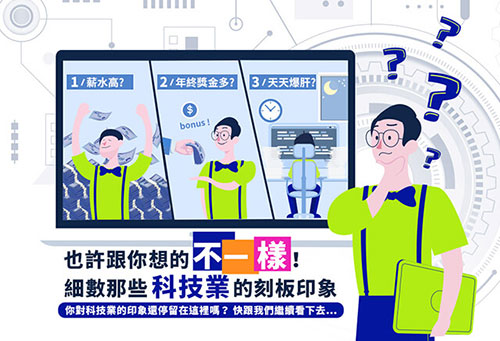 1/薪水高?
2/年終獎金多?
3/天天爆肝?
$
bonus!
? ? ? ?
也許跟你想的不一樣!
細數那些科技業的刻板印象
你對科技業的印象還停留在這裡嗎? 快跟我們繼續看下去...